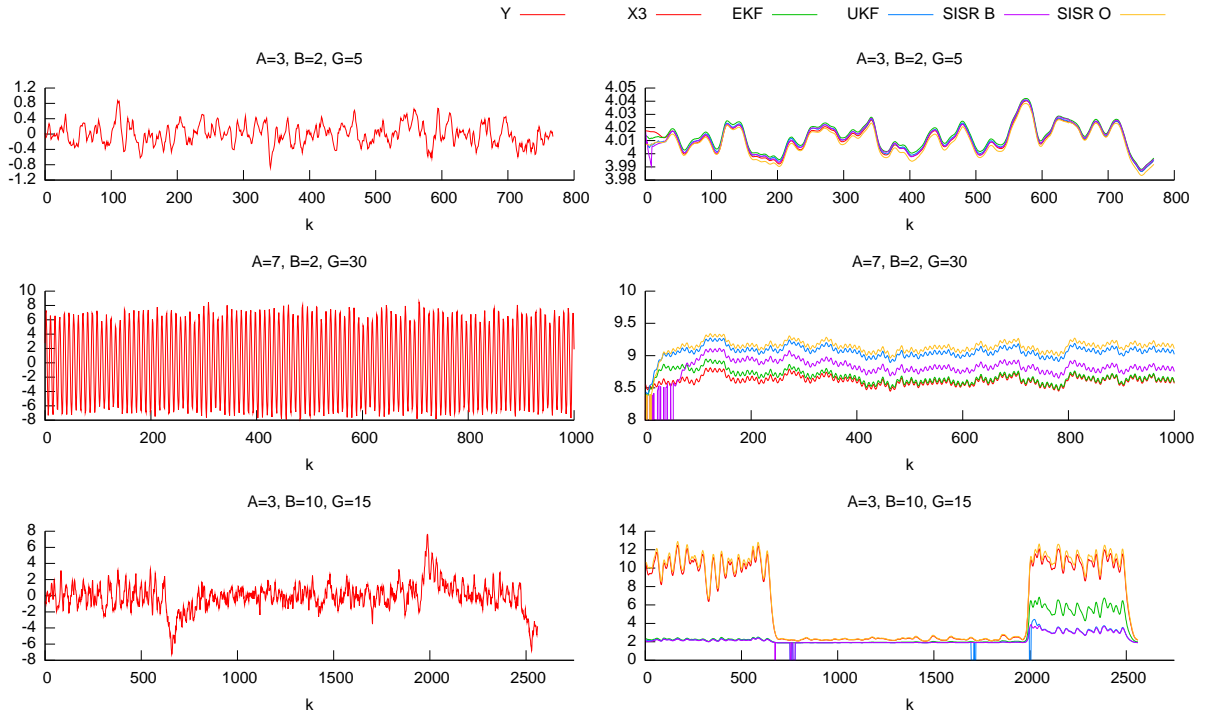 Y X3 EKF UKF SISR B SISR O
A=3, B=2, G=5
1.2
0.8
0.4
0
-0.4
-0.8
-1.2
0 100 200 300 400 500 600 700 800
k
A=3, B=2, G=5
4.05
4.04
4.03
4.02
4.01
4
3.99
3.98
0 100 200 300 400 500 600 700 800
k
A=7, B=2, G=30
10
8
6
4
2
0
-2
-4
-6
-8
0 200 400 600 800 1000
k
A=7, B=2, G=30
10
9.5
9
8.5
8
0 200 400 600 800 1000
k
A=3, B=10, G=15
8
6
4
2
0
-2
-4
-6
-8
0 500 1000 1500 2000 2500
k
A=3, B=10, G=15
14
12
10
8
6
4
2
0
0 500 1000 1500 2000 2500
k